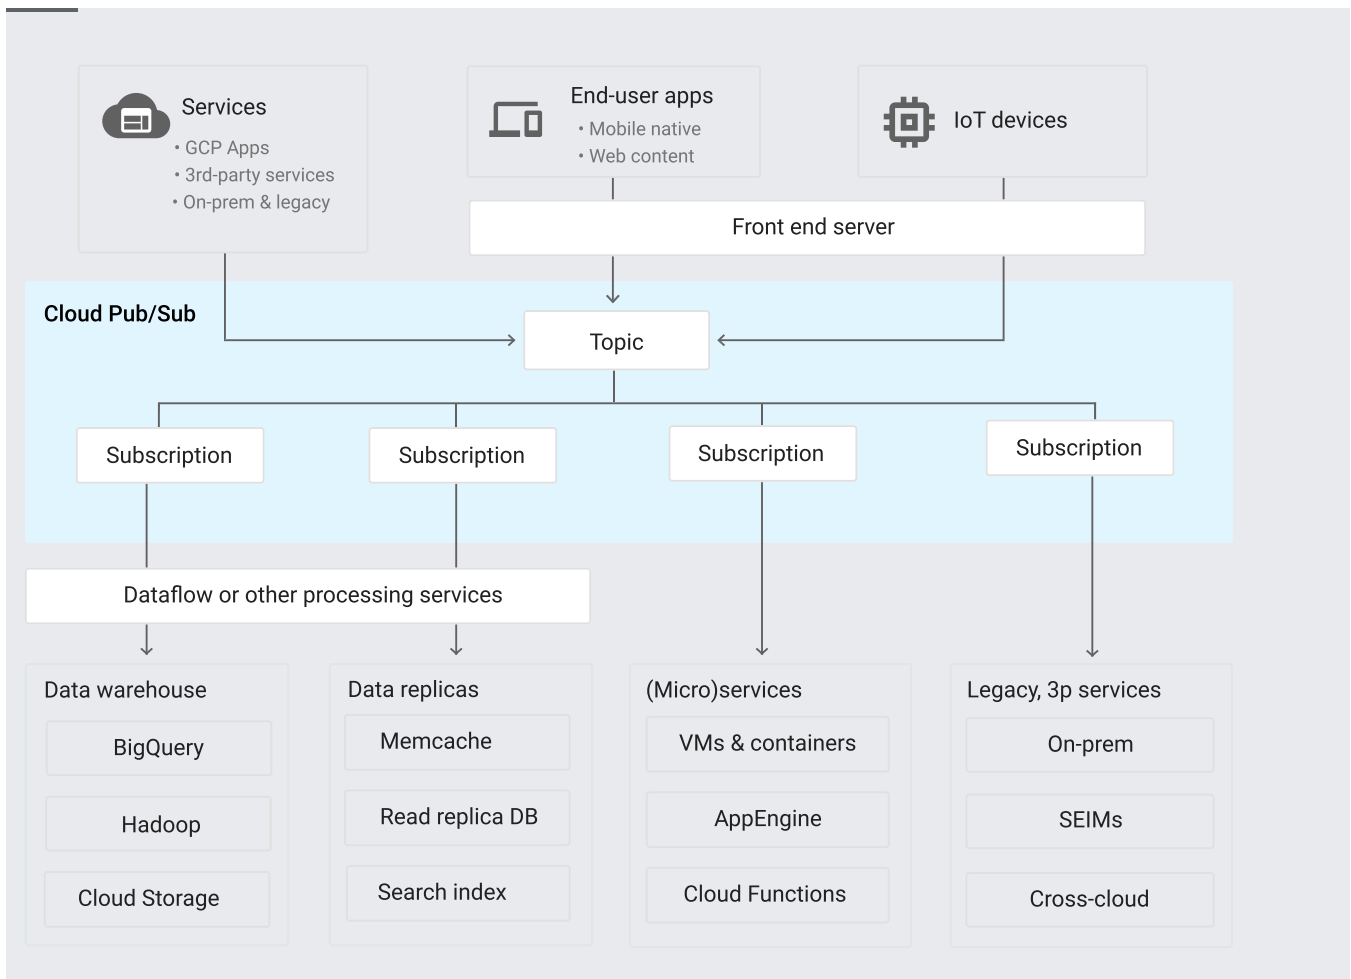 Services
• GCP Apps
• 3rd-party services
• On-prem & legacy
End-user apps
• Mobile native
• Web content
IoT devices
Front end server
Cloud Pub/Sub
Topic
Subscription
Subscription
Subscription
Subscription
Dataflow or other processing services
Data warehouse
BigQuery
Hadoop
Cloud Storage
Data replicas
Memcache
Read replica DB
Search index
(Micro)services
VMs & containers
AppEngine
Cloud Functions
Legacy, 3p services
On-prem
SEIMs
Cross-cloud